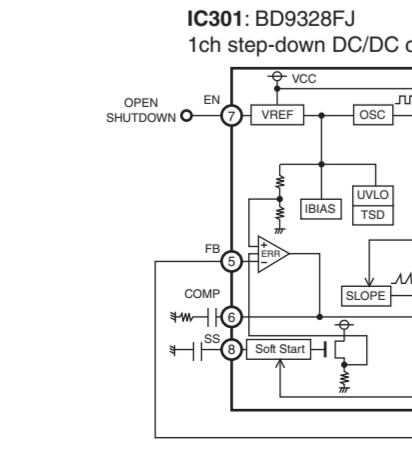 IC301: BD9328FJ
1ch step-down DC/DC
VCC
OPEN
SHUTDOWN
EN
7
VREF
OSC
IBIAS
UVLO
TSD
FB
5
+
ERR
−
SLOPE
COMP
6
SS
8
Soft Start